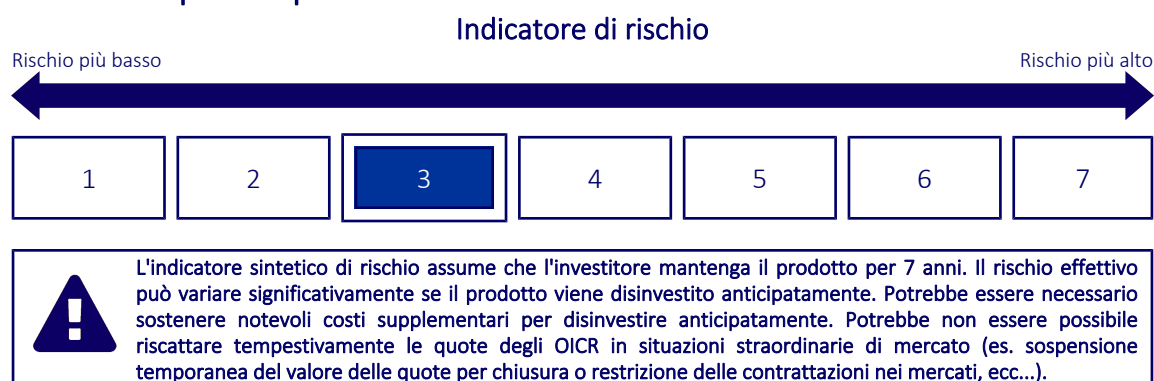 Indicatore di rischio
Rischio più basso
Rischio più alto
1 2 3 4 5 6 7
L'indicatore sintetico di rischio assume che l'investitore mantenga il prodotto per 7 anni. Il rischio effettivo
può variare significativamente se il prodotto viene disinvestito anticipatamente. Potrebbe essere necessario
sostenere notevoli costi supplementari per disinvestire anticipatamente. Potrebbe non essere possibile
riscattare tempestivamente le quote degli OICR in situazioni straordinarie di mercato (es. sospensione
temporanea del valore delle quote per chiusura o restrizione delle contrattazioni nei mercati, ecc...).